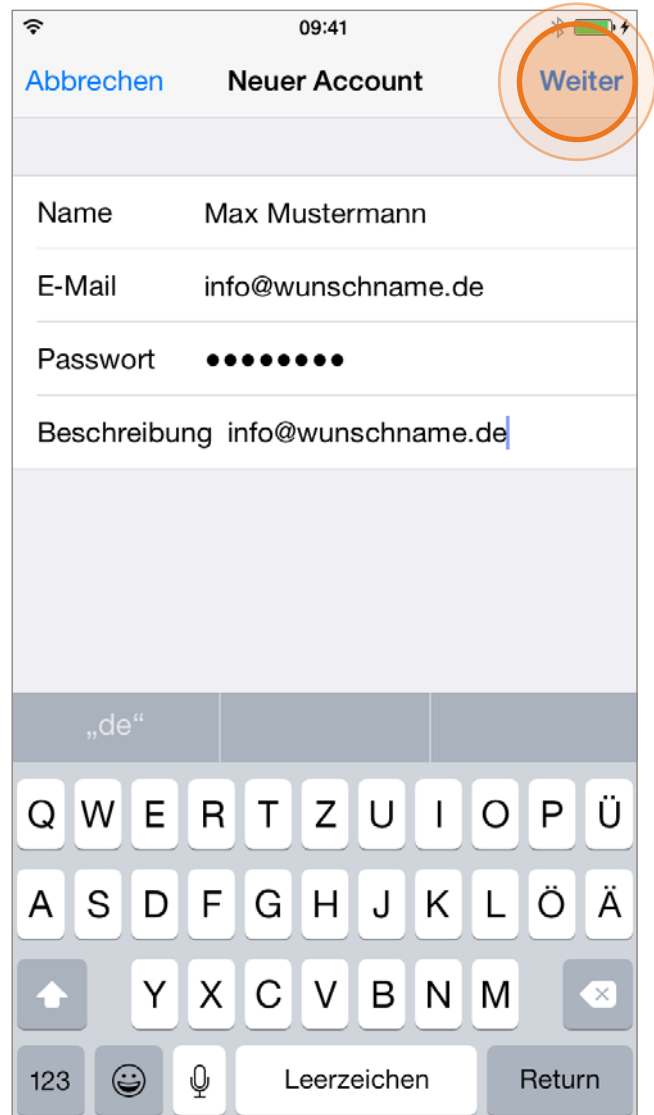 09:41
Abbrechen Neuer Account Weiter
Name Max Mustermann
E-Mail info@wunschname.de
Passwort ●●●●●●●●
Beschreibung info@wunschname.de
„de“
Q W E R T Z U I O P Ü
A S D F G H J K L Ö Ä
Y X C V B N M
123 Leerzeichen Return